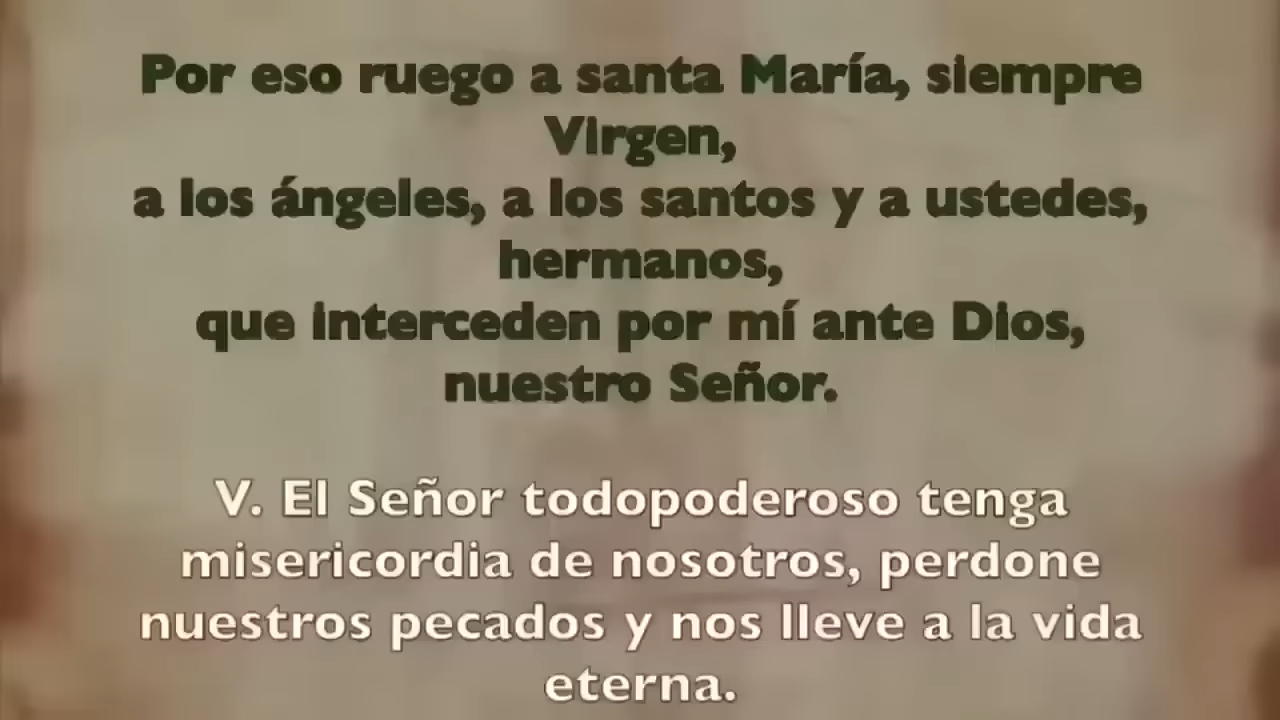 Por eso ruego a santa María, siempre
Virgen,
a los ángeles, a los santos y a ustedes,
hermanos,
que interceden por mí ante Dios,
nuestro Señor.
V. El Señor todopoderoso tenga
misericordia de nosotros, perdone
nuestros pecados y nos lleve a la vida
eterna.